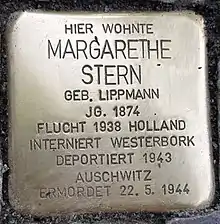 HIER WOHNTE
MARGARETHE
STERN
GEB. LIPPMANN
JG. 1874
FLUCHT 1938 HOLLAND
INTERNIERT WESTERBORK
DEPORTIERT 1943
AUSCHWITZ
ERMORDET 22. 5. 1944